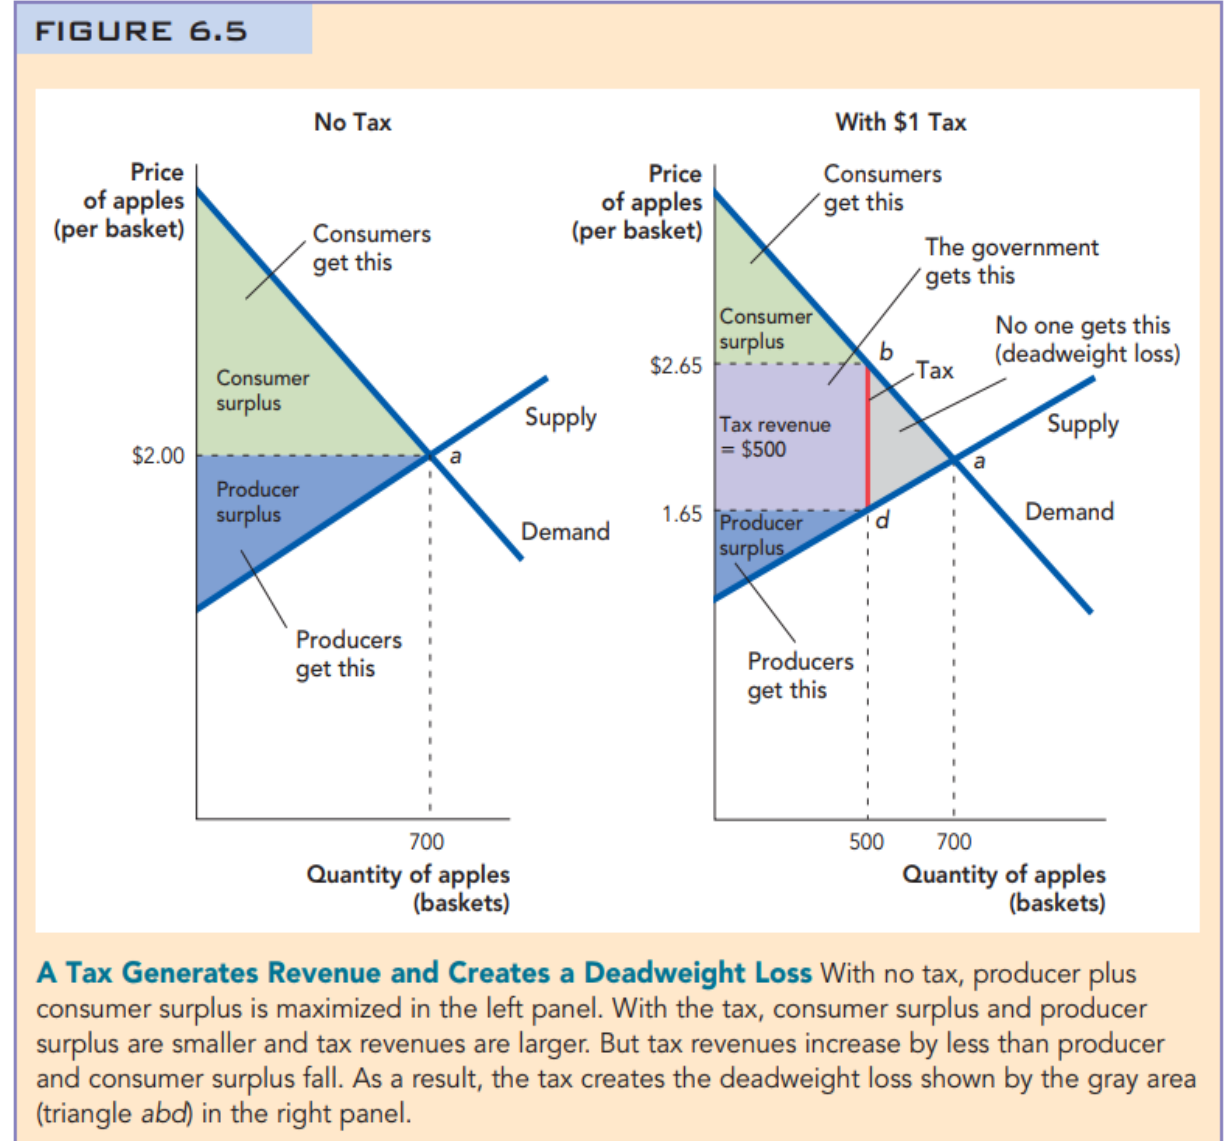 FIGURE 6.5
No Tax
Price
of apples
(per basket)
Consumers
get this
Consumer
surplus
Supply
$2.00
a
Producer
surplus
Demand
Producers
get this
700
Quantity of apples
(baskets)
With $1 Tax
Price
of apples
(per basket)
Consumers
get this
The government
gets this
Consumer
surplus
No one gets this
(deadweight loss)
b
$2.65
Tax
Tax revenue
= $500
Supply
a
1.65
Producer
surplus
d
Demand
Producers
get this
500
700
Quantity of apples
(baskets)
A Tax Generates Revenue and Creates a Deadweight Loss With no tax, producer plus
consumer surplus is maximized in the left panel. With the tax, consumer surplus and producer
surplus are smaller and tax revenues are larger. But tax revenues increase by less than producer
and consumer surplus fall. As a result, the tax creates the deadweight loss shown by the gray area
(triangle abd) in the right panel.